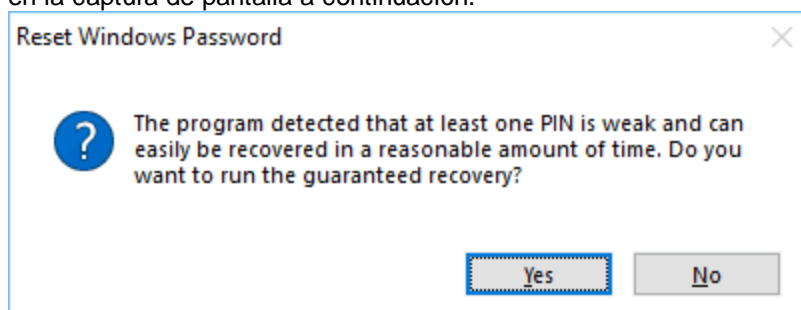 en la captura de pantalla a continuación.
Reset Windows Password
The program detected that at least one PIN is weak and can
easily be recovered in a reasonable amount of time. Do you
want to run the guaranteed recovery?
Yes No